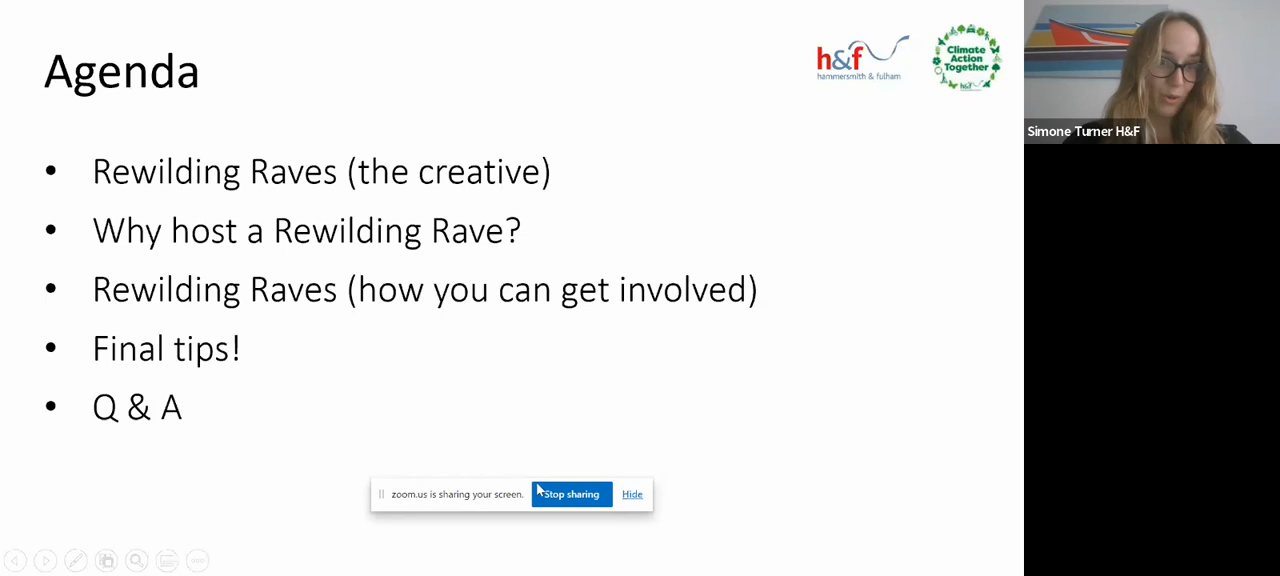 Agenda
h&f
hammersmith & fulham
Climate
Action
Together
h&f
Simone Turner H&F
• Rewilding Raves (the creative)
• Why host a Rewilding Rave?
• Rewilding Raves (how you can get involved)
• Final tips!
• Q & A
zoom.us is sharing your screen.
Stop sharing
Hide